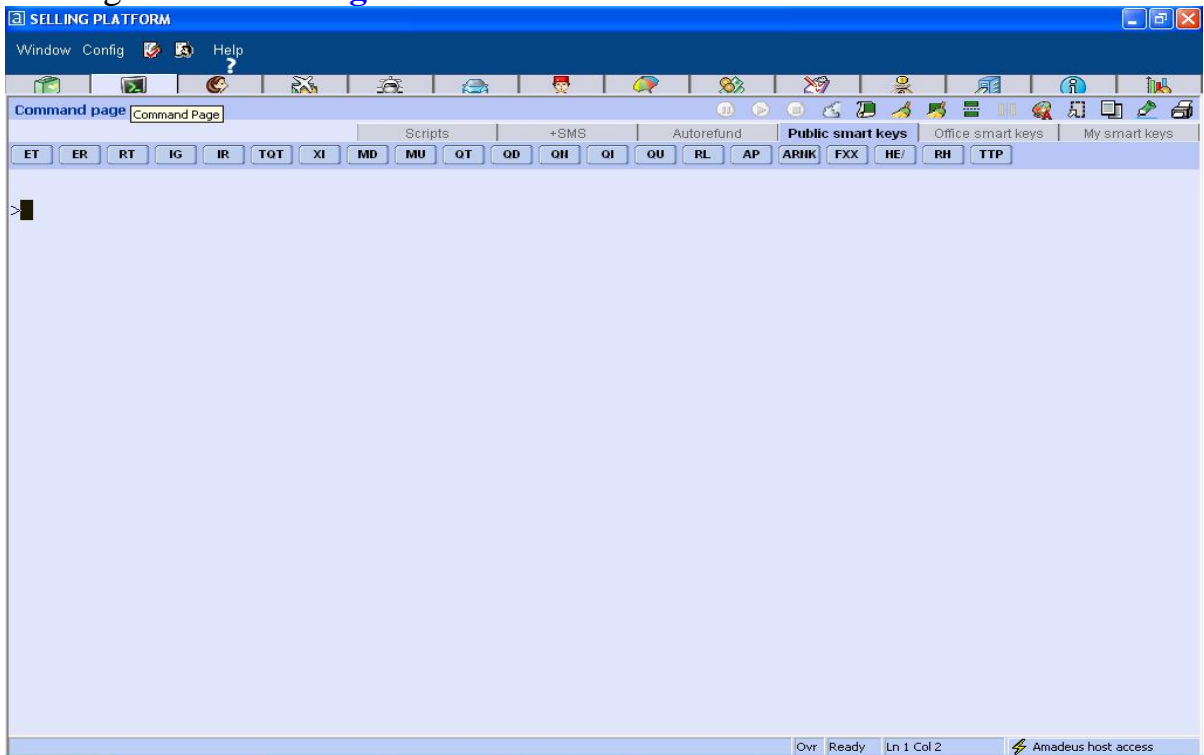 SELLING PLATFORM
Window Config Help
?
Command page Command Page
Scripts +SMS Autorefund Public smart keys Office smart keys My smart keys
ET ER RT IG IR TQT XI MD MU QT QD QN QI QU RL AP ARNK FXX HE/ RH TTP
>
Ovr Ready Ln 1 Col 2 Amadeus host access